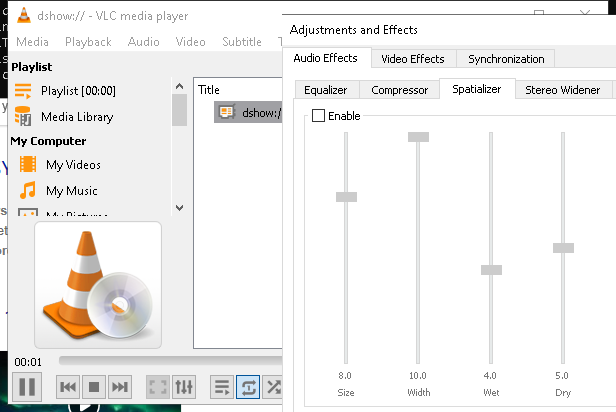 dshow:// - VLC media player
Media Playback Audio Video Subtitle
Playlist
Playlist [00:00]
Media Library
My Computer
My Videos
My Music
My Pictures
Title
dshow:/
00:01
Adjustments and Effects
Audio Effects Video Effects Synchronization
Equalizer Compressor Spatializer Stereo Widener
Enable
8.0 10.0 4.0 5.0
Size Width Wet Dry